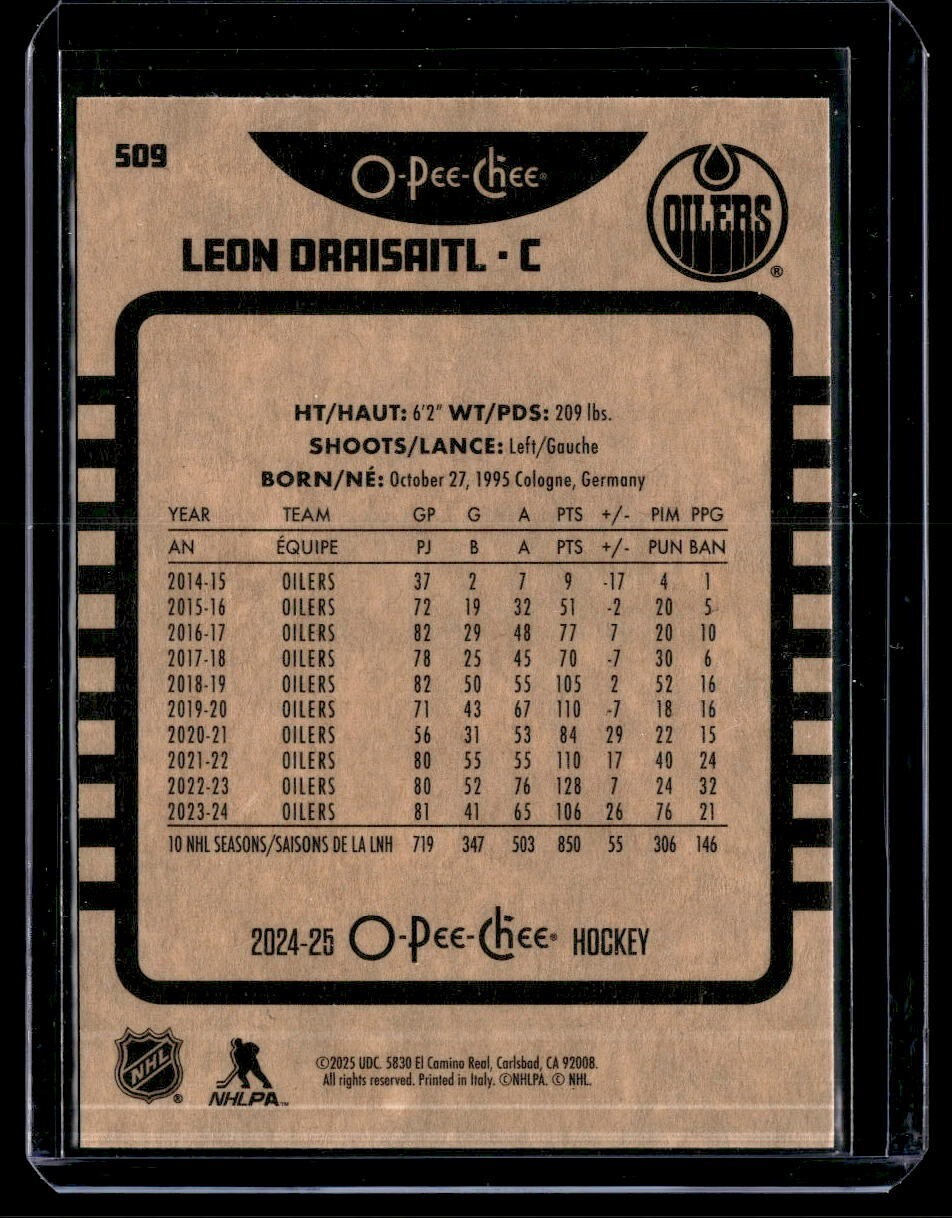 509
O-Pee-Chee®
OILERS®
LEON DRAISAITL · C
HT/HAUT: 6'2" WT/PDS: 209 lbs.
SHOOTS/LANCE: Left/Gauche
BORN/NÉ: October 27, 1995 Cologne, Germany
YEAR TEAM GP G A PTS +/- PIM PPG
AN ÉQUIPE PJ B A PTS +/- PUN BAN
2014-15 OILERS 37 2 7 9 -17 4 1
2015-16 OILERS 72 19 32 51 -2 20 5
2016-17 OILERS 82 29 48 77 7 20 10
2017-18 OILERS 78 25 45 70 -7 30 6
2018-19 OILERS 82 50 55 105 2 52 16
2019-20 OILERS 71 43 67 110 -7 18 16
2020-21 OILERS 56 31 53 84 29 22 15
2021-22 OILERS 80 55 55 110 17 40 24
2022-23 OILERS 80 52 76 128 7 24 32
2023-24 OILERS 81 41 65 106 26 76 21
10 NHL SEASONS/SAISONS DE LA LNH 719 347 503 850 55 306 146
2024-25 O-Pee-Chee® HOCKEY
NHL®
NHLPA™
©2025 UDC. 5830 El Camino Real, Carlsbad, CA 92008.
All rights reserved. Printed in Italy. ©NHLPA. © NHL.